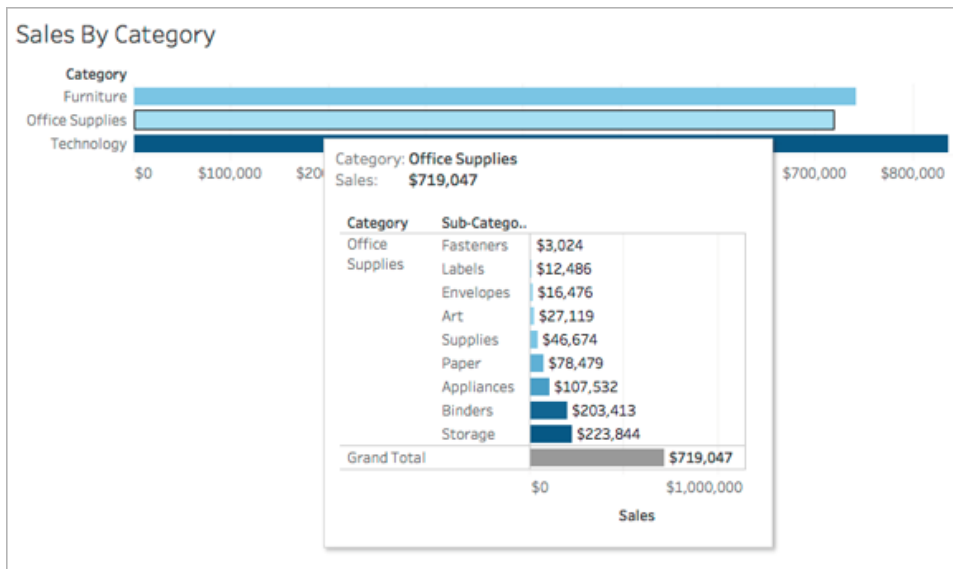 Sales By Category
Category
Furniture
Office Supplies
Technology
$0 $100,000 $20 $700,000 $800,000
Category: Office Supplies
Sales: $719,047
Category Sub-Catego..
Office Supplies Fasteners $3,024
Labels $12,486
Envelopes $16,476
Art $27,119
Supplies $46,674
Paper $78,479
Appliances $107,532
Binders $203,413
Storage $223,844
Grand Total $719,047
$0 $1,000,000
Sales